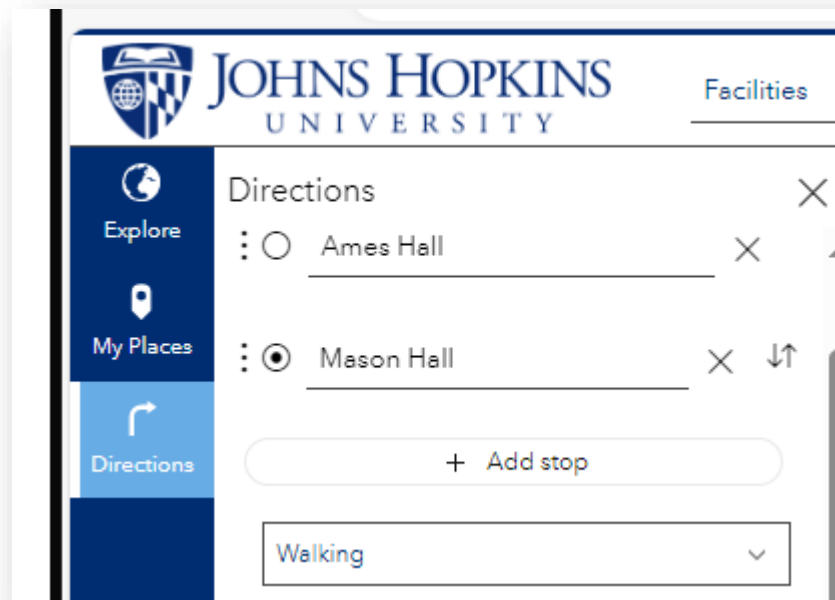 JOHNS HOPKINS
UNIVERSITY
Facilities
Explore
My Places
Directions
Directions
Ames Hall
Mason Hall
+ Add stop
Walking